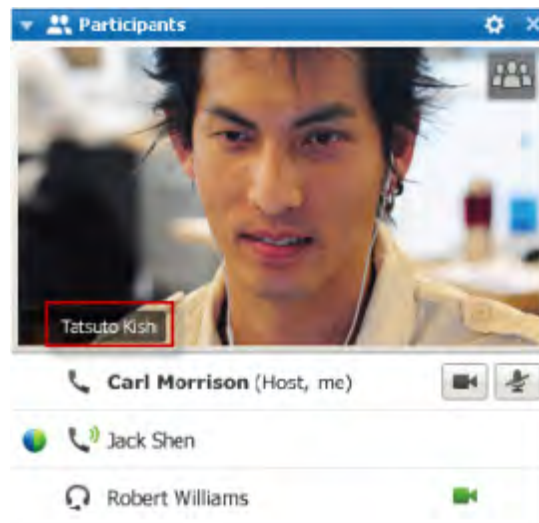 Participants
Tatsuto Kish
Carl Morrison (Host, me)
Jack Shen
Robert Williams